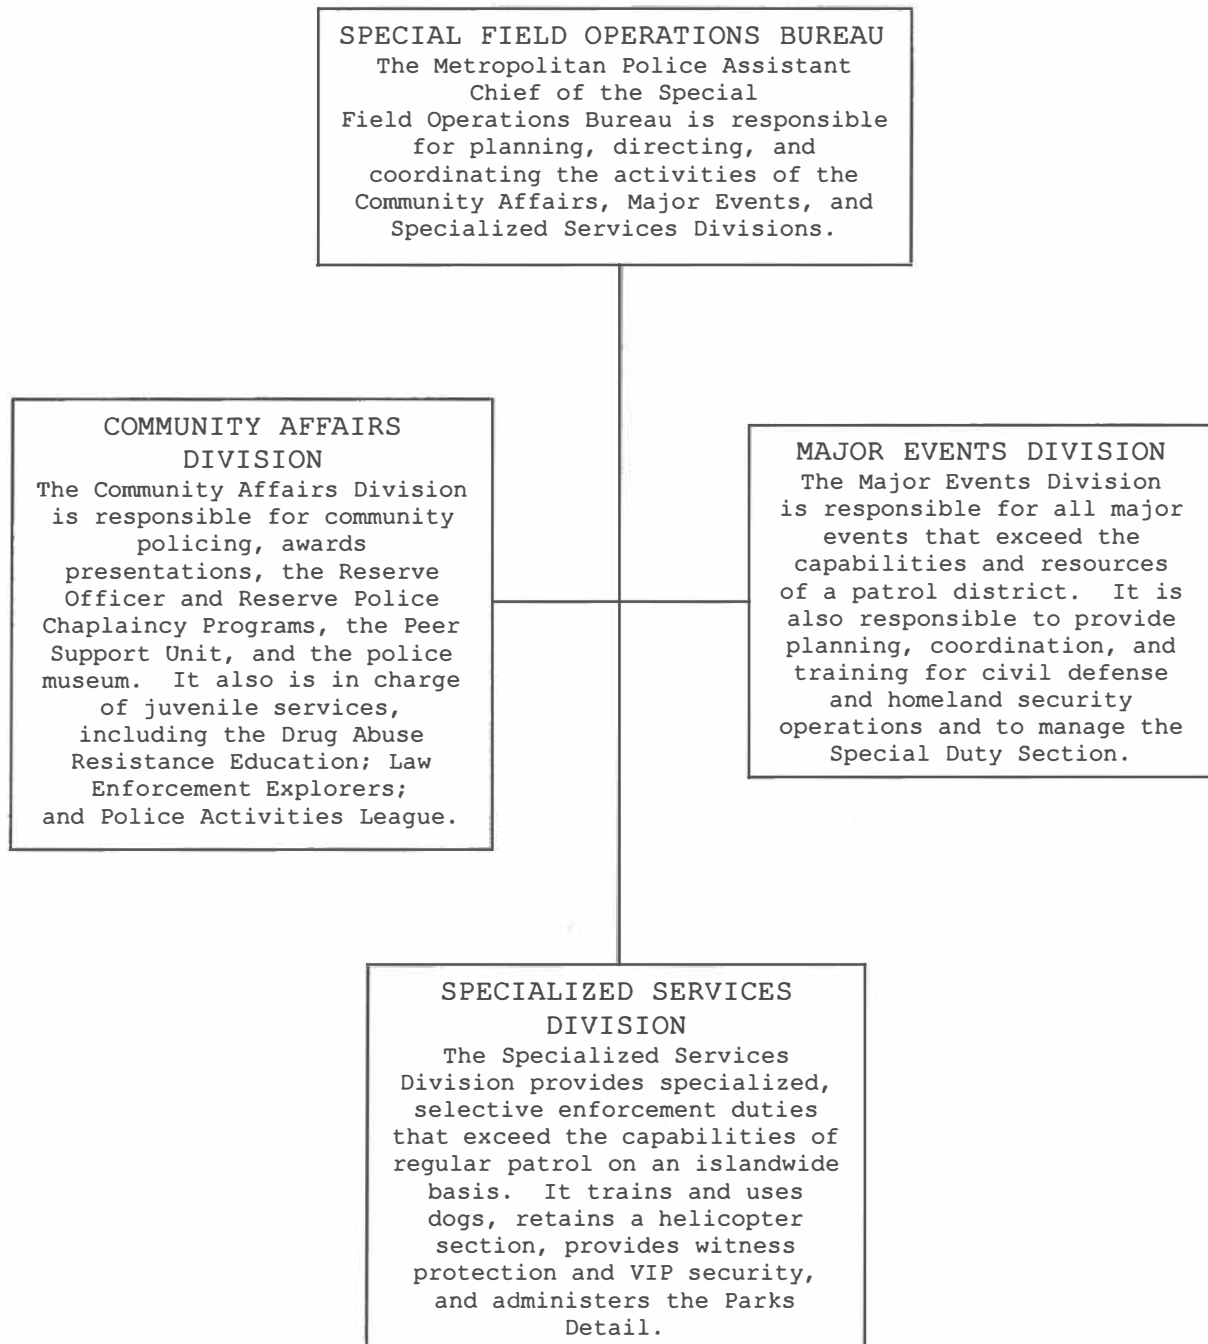 SPECIAL FIELD OPERATIONS BUREAU
The Metropolitan Police Assistant
Chief of the Special
Field Operations Bureau is responsible
for planning, directing, and
coordinating the activities of the
Community Affairs, Major Events, and
Specialized Services Divisions.
COMMUNITY AFFAIRS
DIVISION
The Community Affairs Division
is responsible for community
policing, awards
presentations, the Reserve
Officer and Reserve Police
Chaplaincy Programs, the Peer
Support Unit, and the police
museum. It also is in charge
of juvenile services,
including the Drug Abuse
Resistance Education; Law
Enforcement Explorers;
and Police Activities League.
MAJOR EVENTS DIVISION
The Major Events Division
is responsible for all major
events that exceed the
capabilities and resources
of a patrol district. It is
also responsible to provide
planning, coordination, and
training for civil defense
and homeland security
operations and to manage the
Special Duty Section.
SPECIALIZED SERVICES
DIVISION
The Specialized Services
Division provides specialized,
selective enforcement duties
that exceed the capabilities of
regular patrol on an islandwide
basis. It trains and uses
dogs, retains a helicopter
section, provides witness
protection and VIP security,
and administers the Parks
Detail.